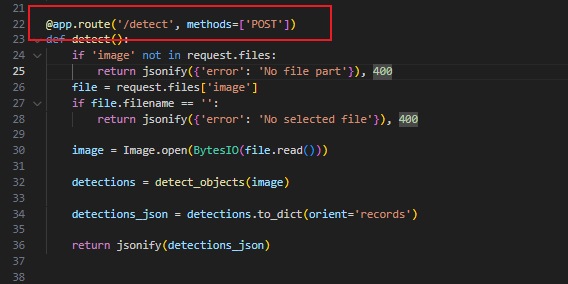 21
22 @app.route('/detect', methods=['POST'])
23 def detect():
24     if 'image' not in request.files:
25         return jsonify({'error': 'No file part'}), 400
26     file = request.files['image']
27     if file.filename == '':
28         return jsonify({'error': 'No selected file'}), 400
29
30     image = Image.open(BytesIO(file.read()))
31
32     detections = detect_objects(image)
33
34     detections_json = detections.to_dict(orient='records')
35
36     return jsonify(detections_json)
37
38